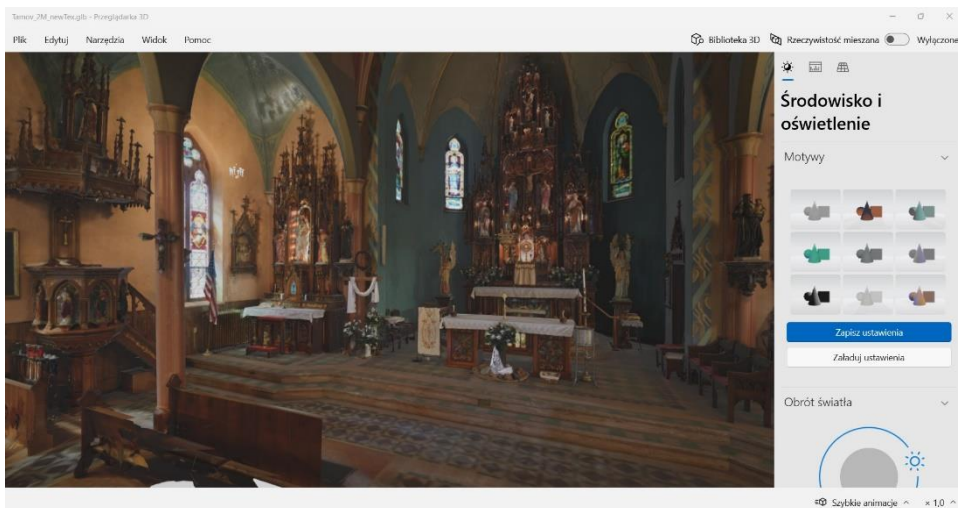 Tarnov_2M_newTex.glb - Przeglądarka 3D
Plik Edytuj Narzędzia Widok Pomoc Biblioteka 3D Rzeczywistość mieszana Wyłączone
Środowisko i
oświetlenie
Motywy
Zapisz ustawienia
Załaduj ustawienia
Obrót światła
Szybkie animacje × 1,0